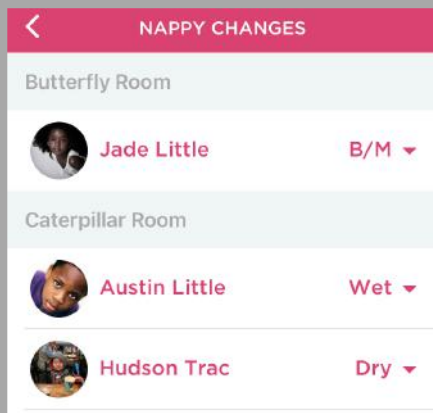 NAPPY CHANGES
Butterfly Room
Jade Little B/M
Caterpillar Room
Austin Little Wet
Hudson Trac Dry